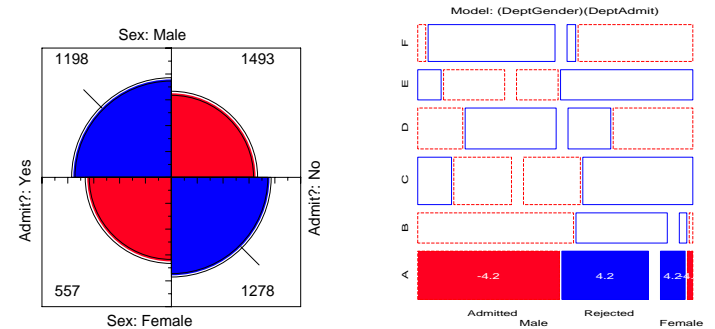 Sex: Male
1198
1493
Admit?: Yes
Admit?: No
557
1278
Sex: Female
Model: (DeptGender)(DeptAdmit)
F
E
D
C
B
A
-4.2
4.2
4.2
Admitted
Rejected
Male
Female